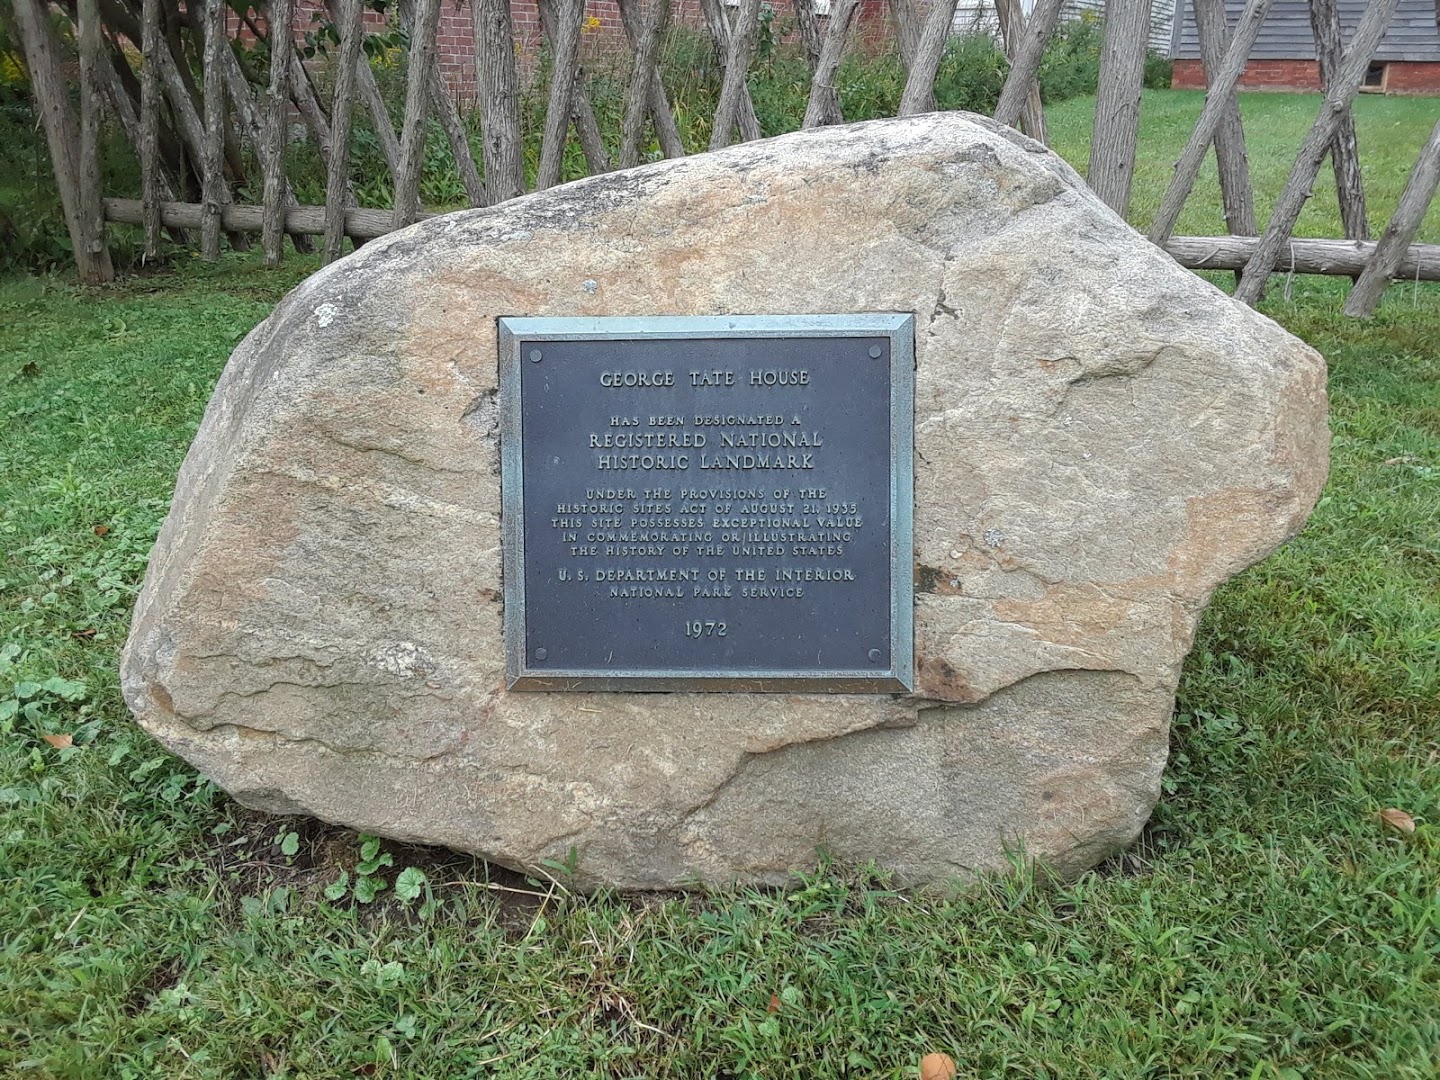 GEORGE TATE HOUSE
HAS BEEN DESIGNATED A
REGISTERED NATIONAL
HISTORIC LANDMARK
UNDER THE PROVISIONS OF THE
HISTORIC SITES ACT OF AUGUST 21, 1935
THIS SITE POSSESSES EXCEPTIONAL VALUE
IN COMMEMORATING OR/ILLUSTRATING
THE HISTORY OF THE UNITED STATES
U. S. DEPARTMENT OF THE INTERIOR
NATIONAL PARK SERVICE
1972